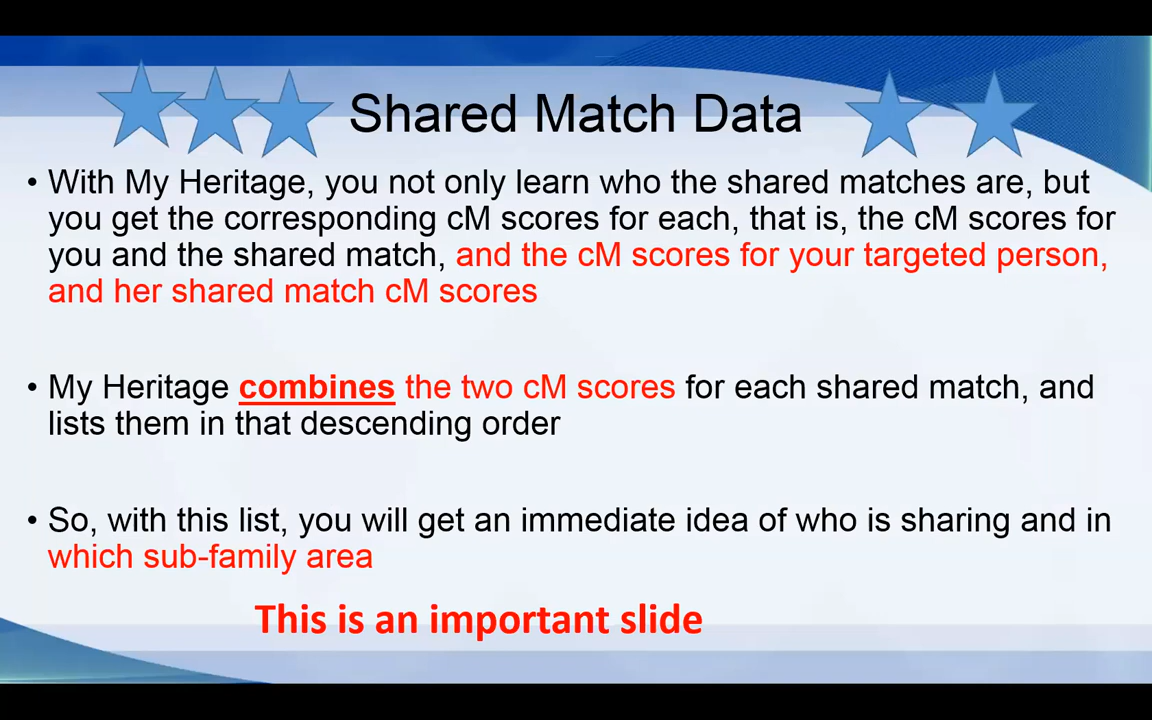 Shared Match Data
• With My Heritage, you not only learn who the shared matches are, but
you get the corresponding cM scores for each, that is, the cM scores for
you and the shared match, and the cM scores for your targeted person,
and her shared match cM scores
• My Heritage combines the two cM scores for each shared match, and
lists them in that descending order
• So, with this list, you will get an immediate idea of who is sharing and in
which sub-family area
This is an important slide